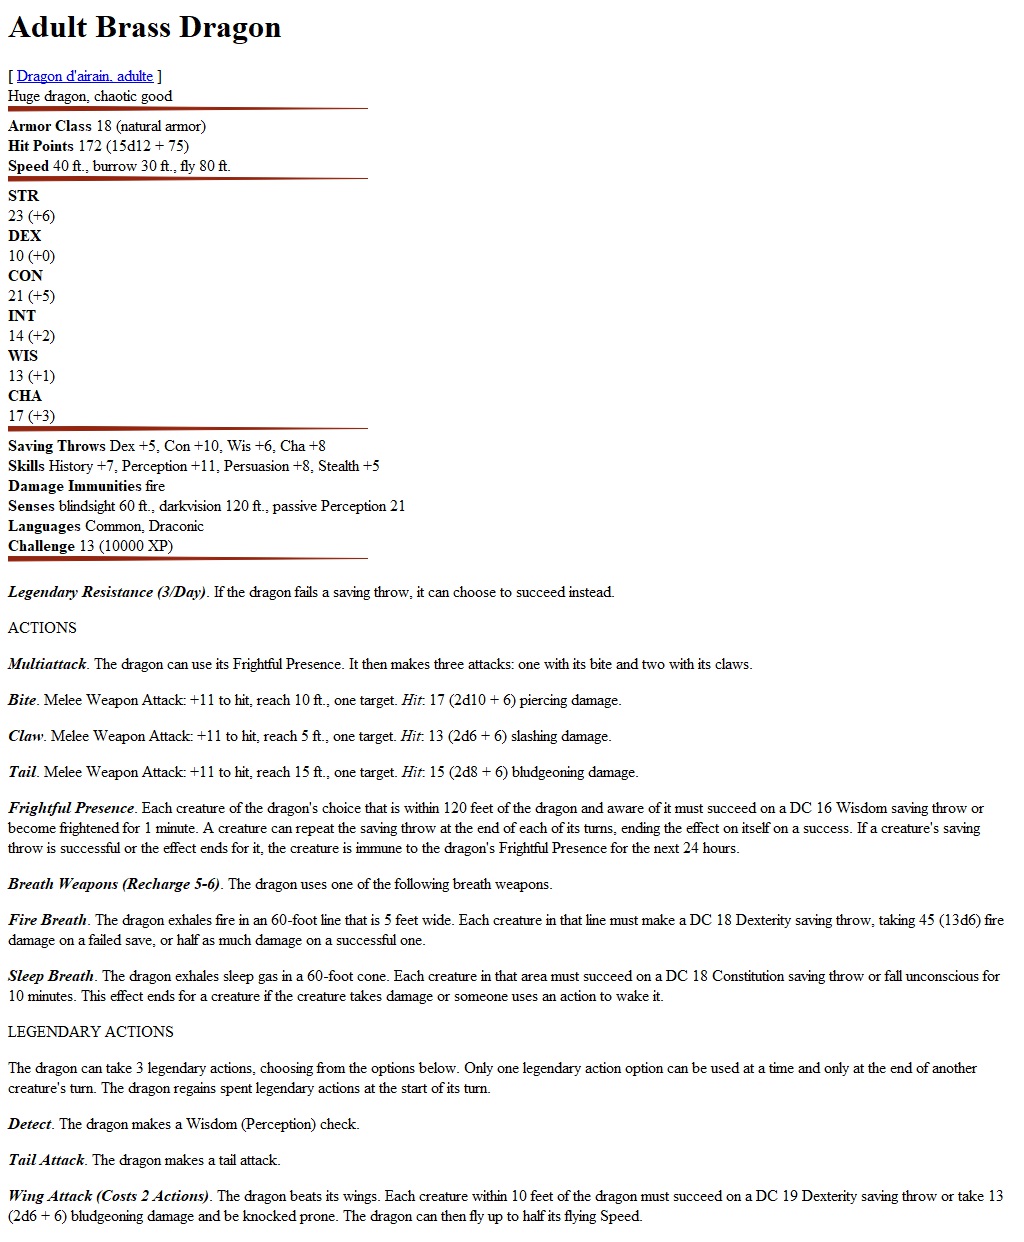 Adult Brass Dragon
[ Dragon d'airain, adulte ]
Huge dragon, chaotic good
Armor Class 18 (natural armor)
Hit Points 172 (15d12 + 75)
Speed 40 ft., burrow 30 ft., fly 80 ft.
STR
23 (+6)
DEX
10 (+0)
CON
21 (+5)
INT
14 (+2)
WIS
13 (+1)
CHA
17 (+3)
Saving Throws Dex +5, Con +10, Wis +6, Cha +8
Skills History +7, Perception +11, Persuasion +8, Stealth +5
Damage Immunities fire
Senses blindsight 60 ft., darkvision 120 ft., passive Perception 21
Languages Common, Draconic
Challenge 13 (10000 XP)
Legendary Resistance (3/Day). If the dragon fails a saving throw, it can choose to succeed instead.
ACTIONS
Multiattack. The dragon can use its Frightful Presence. It then makes three attacks: one with its bite and two with its claws.
Bite. Melee Weapon Attack: +11 to hit, reach 10 ft., one target. Hit: 17 (2d10 + 6) piercing damage.
Claw. Melee Weapon Attack: +11 to hit, reach 5 ft., one target. Hit: 13 (2d6 + 6) slashing damage.
Tail. Melee Weapon Attack: +11 to hit, reach 15 ft., one target. Hit: 15 (2d8 + 6) bludgeoning damage.
Frightful Presence. Each creature of the dragon's choice that is within 120 feet of the dragon and aware of it must succeed on a DC 16 Wisdom saving throw or
become frightened for 1 minute. A creature can repeat the saving throw at the end of each of its turns, ending the effect on itself on a success. If a creature's saving
throw is successful or the effect ends for it, the creature is immune to the dragon's Frightful Presence for the next 24 hours.
Breath Weapons (Recharge 5-6). The dragon uses one of the following breath weapons.
Fire Breath. The dragon exhales fire in an 60-foot line that is 5 feet wide. Each creature in that line must make a DC 18 Dexterity saving throw, taking 45 (13d6) fire
damage on a failed save, or half as much damage on a successful one.
Sleep Breath. The dragon exhales sleep gas in a 60-foot cone. Each creature in that area must succeed on a DC 18 Constitution saving throw or fall unconscious for
10 minutes. This effect ends for a creature if the creature takes damage or someone uses an action to wake it.
LEGENDARY ACTIONS
The dragon can take 3 legendary actions, choosing from the options below. Only one legendary action option can be used at a time and only at the end of another
creature's turn. The dragon regains spent legendary actions at the start of its turn.
Detect. The dragon makes a Wisdom (Perception) check.
Tail Attack. The dragon makes a tail attack.
Wing Attack (Costs 2 Actions). The dragon beats its wings. Each creature within 10 feet of the dragon must succeed on a DC 19 Dexterity saving throw or take 13
(2d6 + 6) bludgeoning damage and be knocked prone. The dragon can then fly up to half its flying Speed.